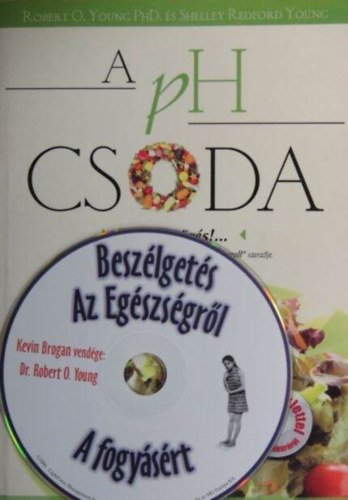 ROBERT O. YOUNG PHD. ÉS SHELLEY REDFORD YOUNG
A
pH
CSODA
Beszélgetés
Az Egészségről
Kevin Brogan vendége:
Dr. Robert O. Young
A fogyásért